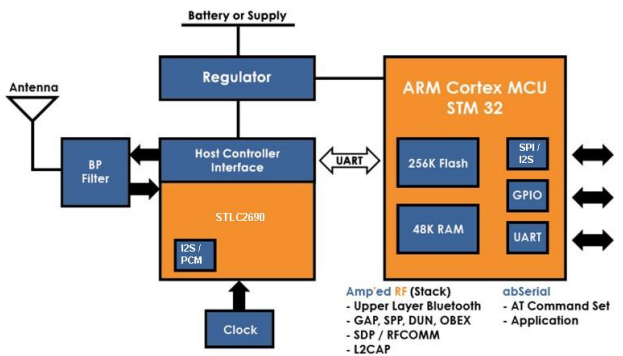 Battery or Supply
Regulator
Antenna
BP
Filter
Host Controller
Interface
STLC2690
I2S /
PCM
Clock
UART
ARM Cortex MCU
STM 32
256K Flash
48K RAM
SPI /
I2S
GPIO
UART
Amp'ed RF (Stack)
- Upper Layer Bluetooth
- GAP, SPP, DUN, OBEX
- SDP / RFCOMM
- L2CAP
abSerial
- AT Command Set
- Application